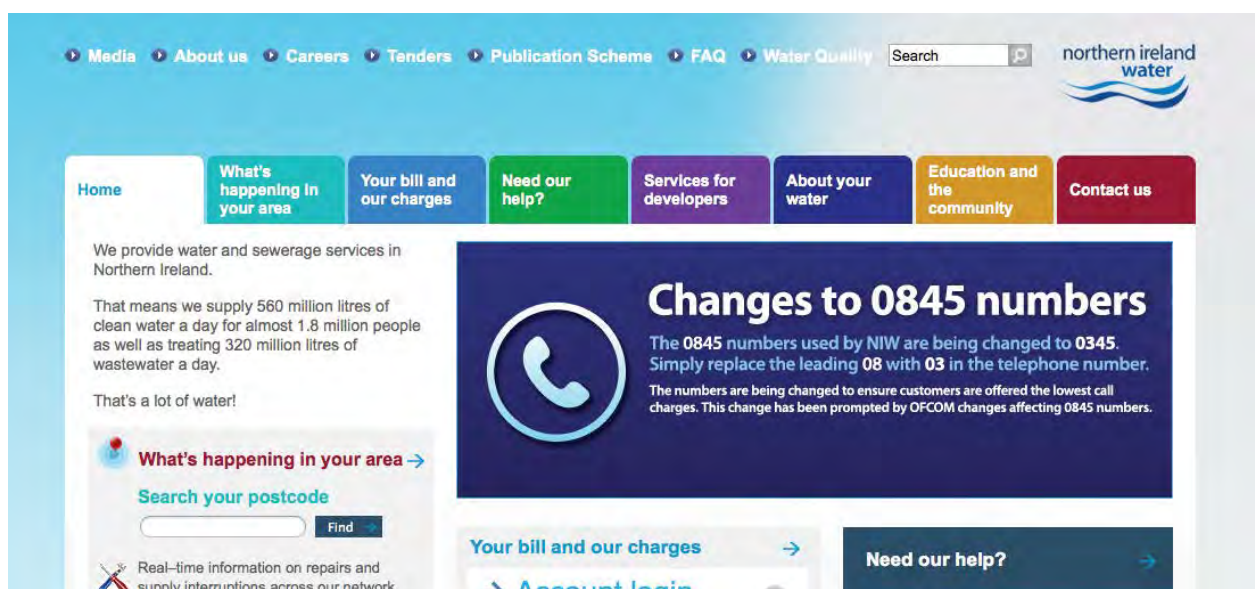 Media About us Careers Tenders Publication Scheme FAQ Water Quality Search
northern ireland
water
Home
What's
happening in
your area
Your bill and
our charges
Need our
help?
Services for
developers
About your
water
Education and
the
community
Contact us
We provide water and sewerage services in
Northern Ireland.
That means we supply 560 million litres of
clean water a day for almost 1.8 million people
as well as treating 320 million litres of
wastewater a day.
That's a lot of water!
What's happening in your area
Search your postcode
Find
Real–time information on repairs and
supply interruptions across our network
Changes to 0845 numbers
The 0845 numbers used by NIW are being changed to 0345.
Simply replace the leading 08 with 03 in the telephone number.
The numbers are being changed to ensure customers are offered the lowest call
charges. This change has been prompted by OFCOM changes affecting 0845 numbers.
Your bill and our charges
Account login
Need our help?